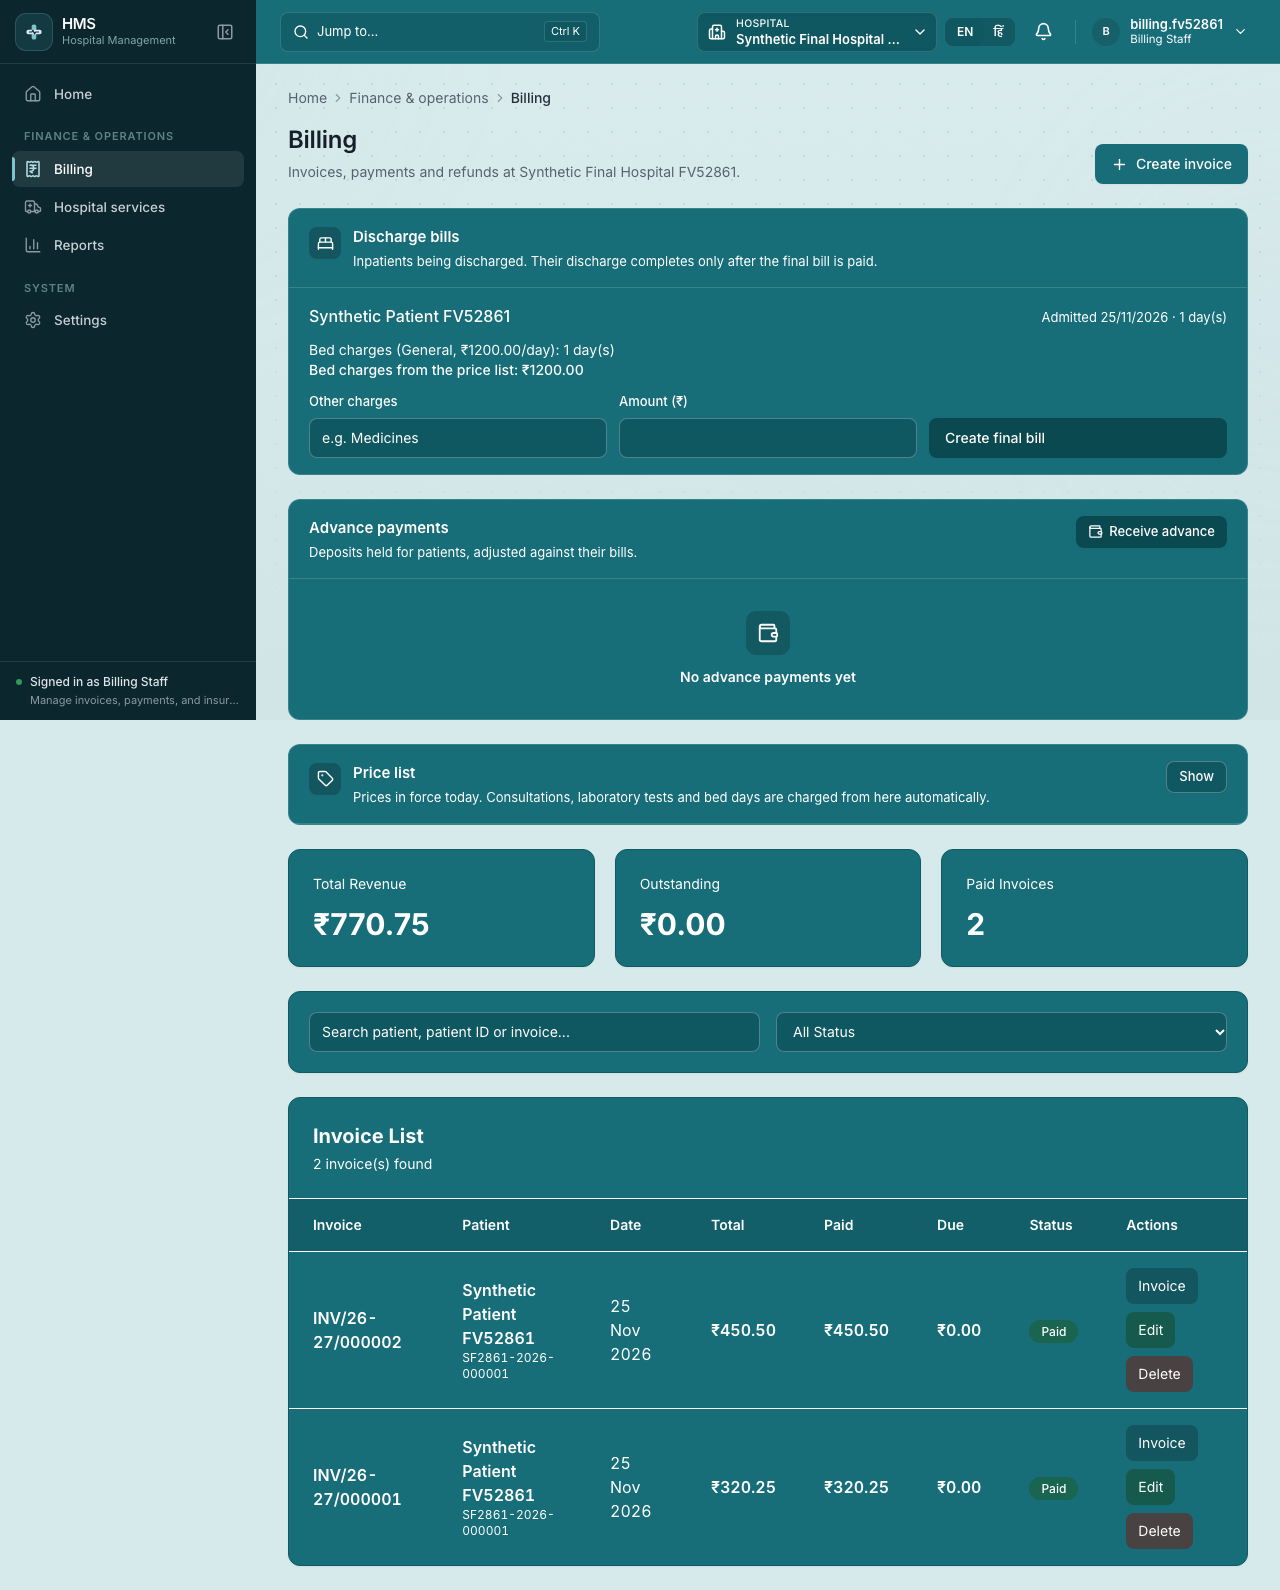 HMS
Hospital Management
Jump to...
Ctrl K
HOSPITAL
Synthetic Final Hospital ...
EN
हिं
B
billing.fv52861
Billing Staff
Home
FINANCE & OPERATIONS
Billing
Hospital services
Reports
SYSTEM
Settings
Signed in as Billing Staff
Manage invoices, payments, and insur...
Home > Finance & operations > Billing
Billing
Invoices, payments and refunds at Synthetic Final Hospital FV52861.
Create invoice
Discharge bills
Inpatients being discharged. Their discharge completes only after the final bill is paid.
Synthetic Patient FV52861
Admitted 25/11/2026 · 1 day(s)
Bed charges (General, ₹1200.00/day): 1 day(s)
Bed charges from the price list: ₹1200.00
Other charges
Amount (₹)
e.g. Medicines
Create final bill
Advance payments
Deposits held for patients, adjusted against their bills.
Receive advance
No advance payments yet
Price list
Prices in force today. Consultations, laboratory tests and bed days are charged from here automatically.
Show
Total Revenue
₹770.75
Outstanding
₹0.00
Paid Invoices
2
Search patient, patient ID or invoice...
All Status
Invoice List
2 invoice(s) found
Invoice Patient Date Total Paid Due Status Actions
INV/26-
27/000002
Synthetic
Patient
FV52861
SF2861-2026-
000001
25
Nov
2026
₹450.50
₹450.50
₹0.00
Paid
Invoice
Edit
Delete
INV/26-
27/000001
Synthetic
Patient
FV52861
SF2861-2026-
000001
25
Nov
2026
₹320.25
₹320.25
₹0.00
Paid
Invoice
Edit
Delete